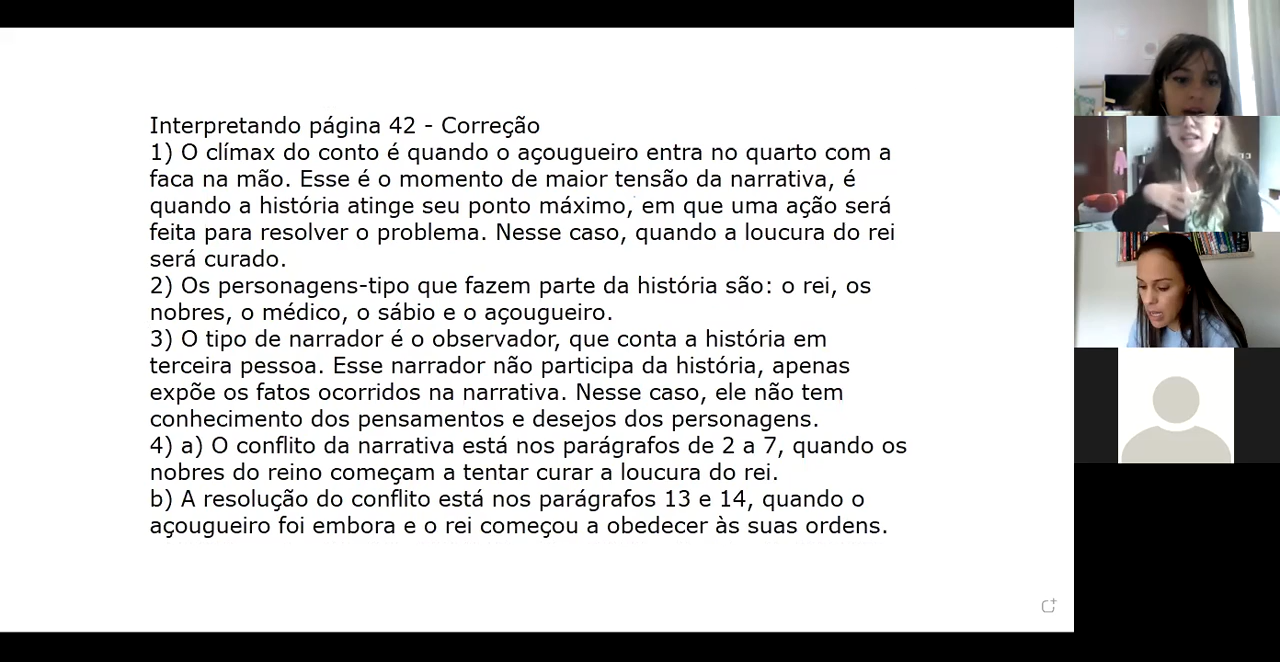 Interpretando página 42 - Correção
1) O clímax do conto é quando o açougueiro entra no quarto com a
faca na mão. Esse é o momento de maior tensão da narrativa, é
quando a história atinge seu ponto máximo, em que uma ação será
feita para resolver o problema. Nesse caso, quando a loucura do rei
será curado.
2) Os personagens-tipo que fazem parte da história são: o rei, os
nobres, o médico, o sábio e o açougueiro.
3) O tipo de narrador é o observador, que conta a história em
terceira pessoa. Esse narrador não participa da história, apenas
expõe os fatos ocorridos na narrativa. Nesse caso, ele não tem
conhecimento dos pensamentos e desejos dos personagens.
4) a) O conflito da narrativa está nos parágrafos de 2 a 7, quando os
nobres do reino começam a tentar curar a loucura do rei.
b) A resolução do conflito está nos parágrafos 13 e 14, quando o
açougueiro foi embora e o rei começou a obedecer às suas ordens.